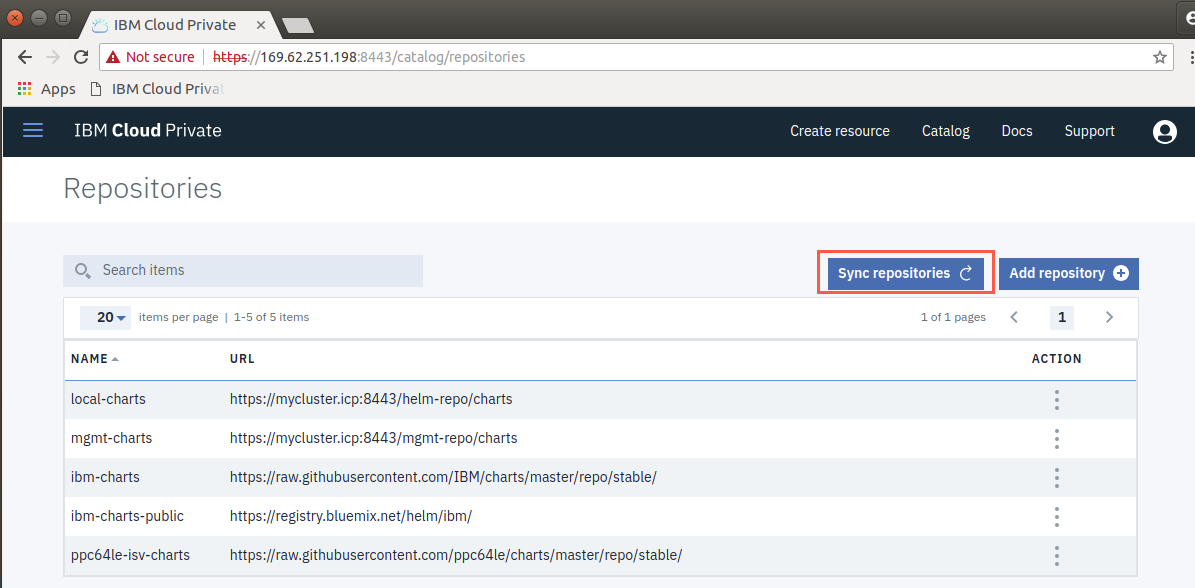 IBM Cloud Private
Not secure https://169.62.251.198:8443/catalog/repositories
Apps IBM Cloud Privat
IBM Cloud Private Create resource Catalog Docs Support
Repositories
Search items Sync repositories Add repository
20 items per page | 1-5 of 5 items 1 of 1 pages 1
NAME URL ACTION
local-charts https://mycluster.icp:8443/helm-repo/charts
mgmt-charts https://mycluster.icp:8443/mgmt-repo/charts
ibm-charts https://raw.githubusercontent.com/IBM/charts/master/repo/stable/
ibm-charts-public https://registry.bluemix.net/helm/ibm/
ppc64le-isv-charts https://raw.githubusercontent.com/ppc64le/charts/master/repo/stable/